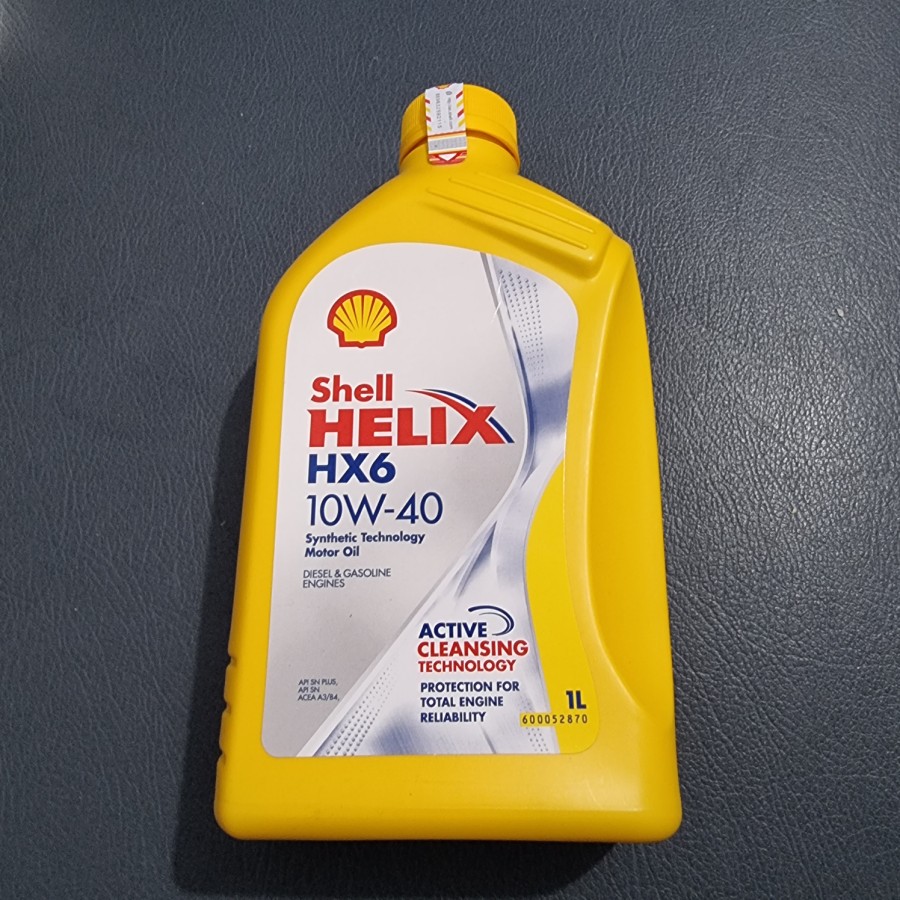 Shell
HELIX
HX6
10W-40
Synthetic Technology
Motor Oil
DIESEL & GASOLINE
ENGINES
ACTIVE
CLEANSING
TECHNOLOGY
PROTECTION FOR
TOTAL ENGINE
RELIABILITY
API SN PLUS,
API SN
ACEA A3/B4,
1L
600052870